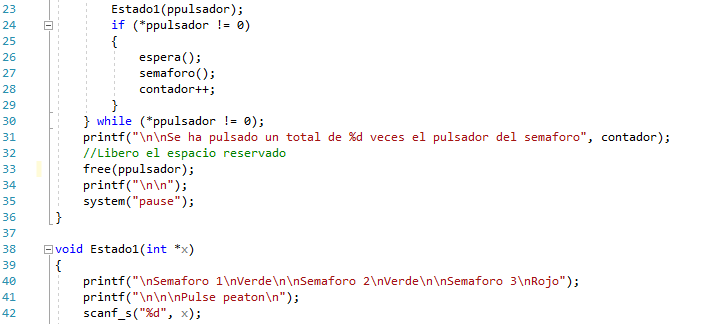 23 Estado1(ppulsador);
24 if (*ppulsador != 0)
25 {
26 espera();
27 semaforo();
28 contador++;
29 }
30 } while (*ppulsador != 0);
31 printf("\n\nSe ha pulsado un total de %d veces el pulsador del semaforo", contador);
32 //Libero el espacio reservado
33 free(ppulsador);
34 printf("\n\n");
35 system("pause");
36 }
37
38 void Estado1(int *x)
39 {
40 printf("\nSemaforo 1\nVerde\n\nSemaforo 2\nVerde\n\nSemaforo 3\nRojo");
41 printf("\n\n\nPulse peaton\n");
42 scanf_s("%d", x);